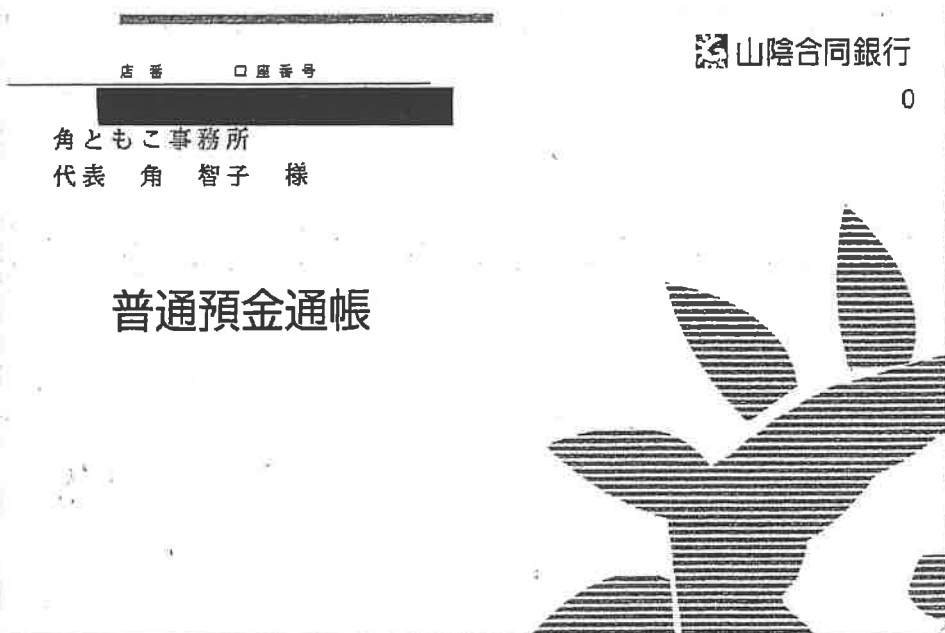 山陰合同銀行
0
店番 口座番号
角ともこ事務所
代表 角 智子 様
普通預金通帳